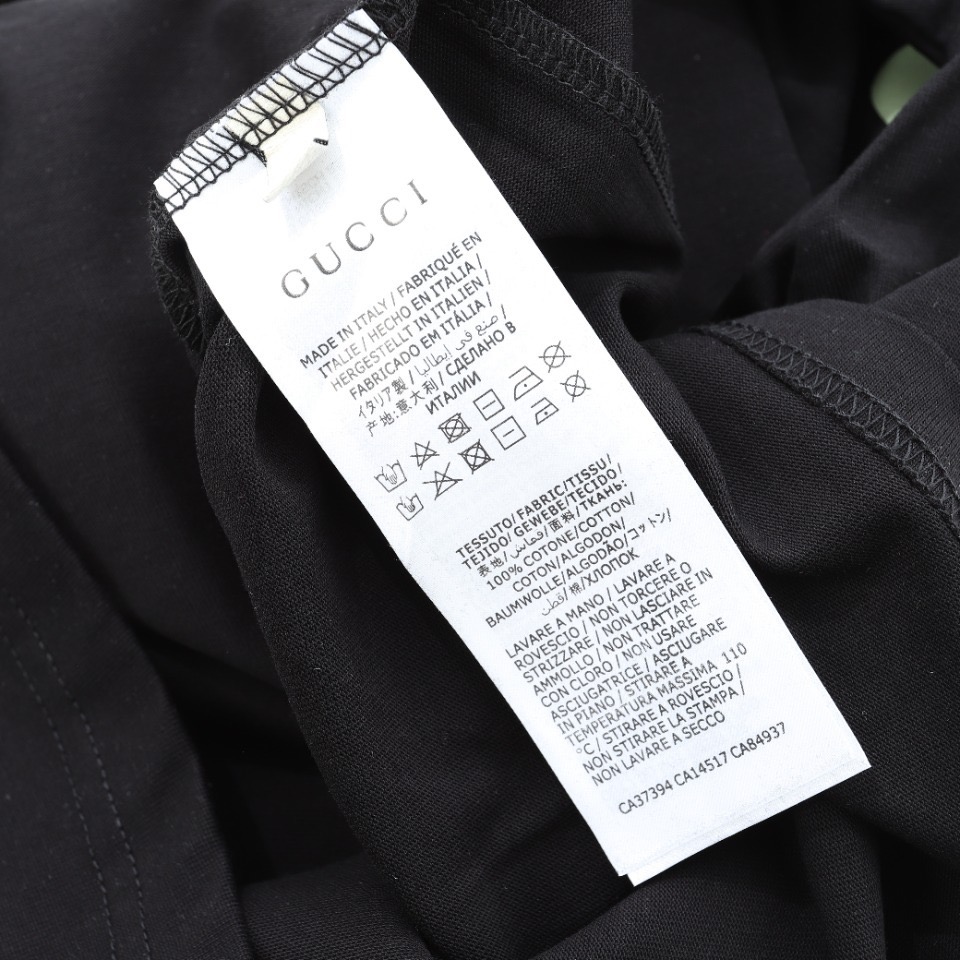 GUCCI
MADE IN ITALY / FABRIQUÉ EN
ITALIE / HECHO EN ITALIA /
HERGESTELLT IN ITALIEN /
FABRICADO EM ITÁLIA /
イタリア製 / صنع في إيطاليا /
产地:意大利 / СДЕЛАНО В
ИТАЛИИ
TESSUTO/FABRIC/TISSU/
TEJIDO/ GEWEBE/TECIDO/
表地/قماش/面料/ТКАНЬ:
100% COTONE/COTTON/
COTON/ALGODON/
BAUMWOLLE/ALGODÃO/コットン/
قطن/棉/ХЛОПОК
LAVARE A MANO / LAVARE A
ROVESCIO / NON TORCERE O
STRIZZARE / NON LASCIARE IN
AMMOLLO / NON TRATTARE
CON CLORO / NON USARE
ASCIUGATRICE / ASCIUGARE
IN PIANO / STIRARE A
TEMPERATURA MASSIMA 110
°C / STIRARE A ROVESCIO /
NON STIRARE LA STAMPA /
NON LAVARE A SECCO
CA37394 CA14517 CA84937